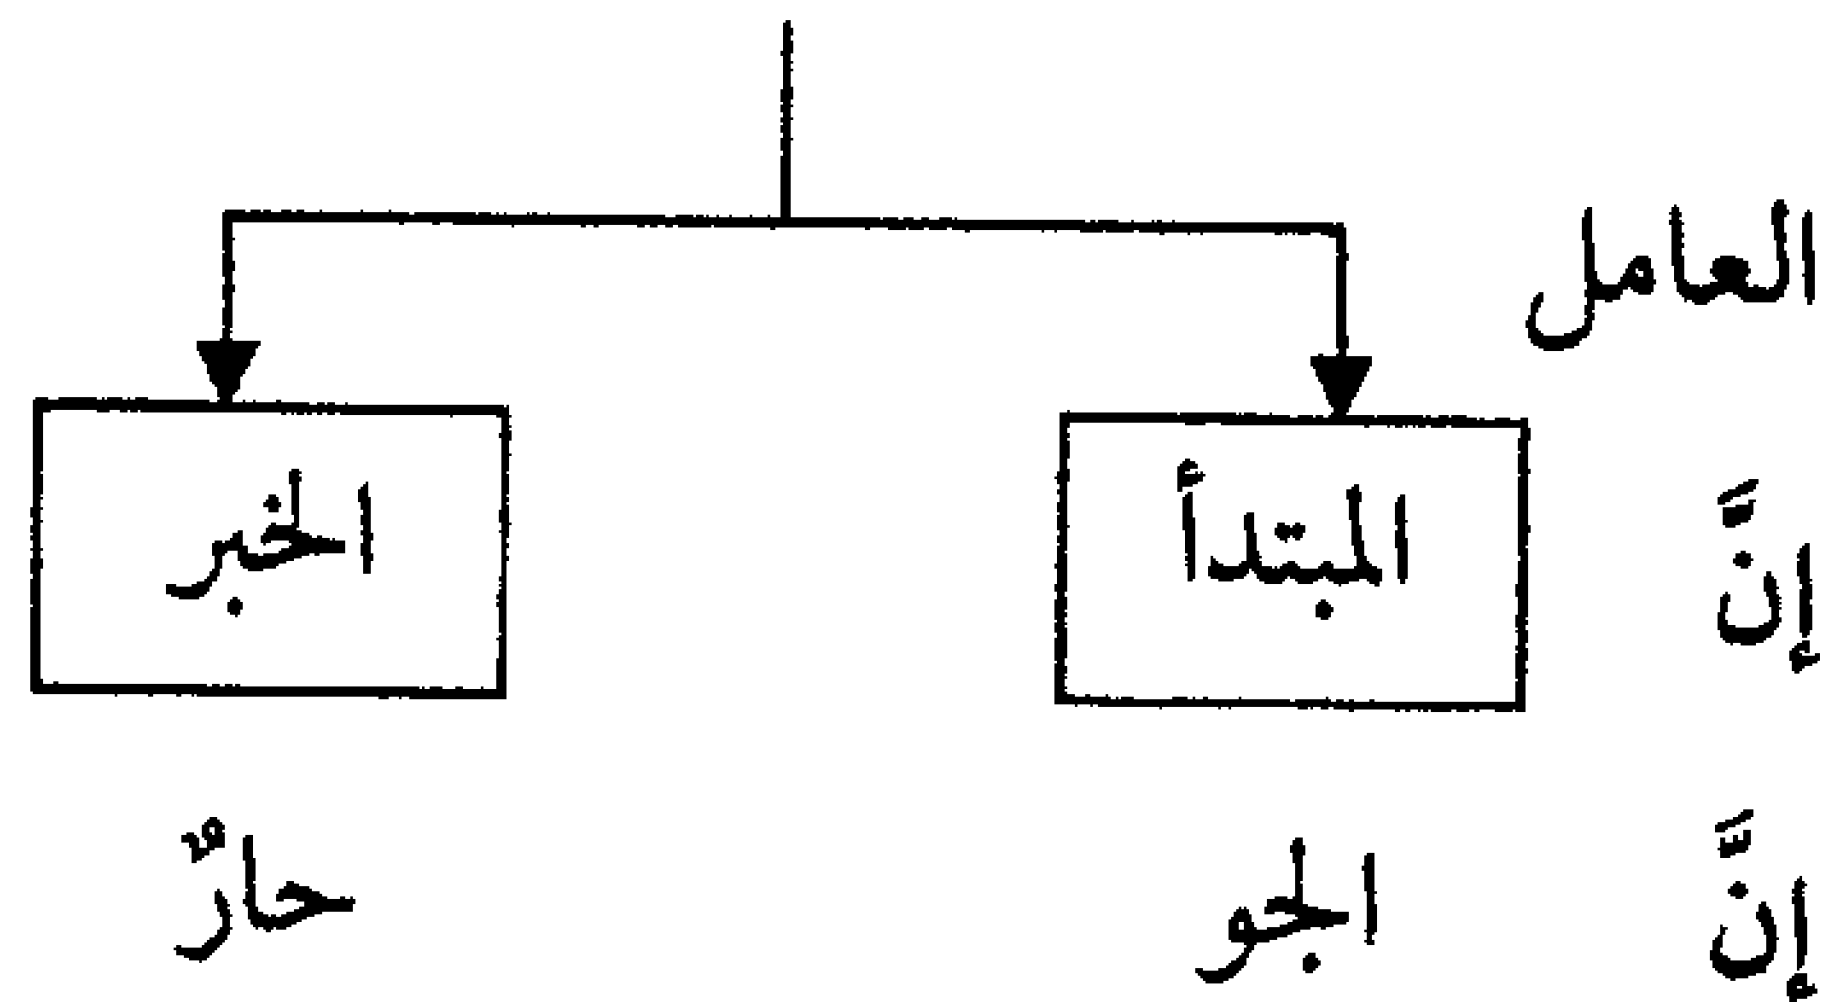 العامل
إنَّ المبتدأ الخبر
إنَّ الجو حارٌ